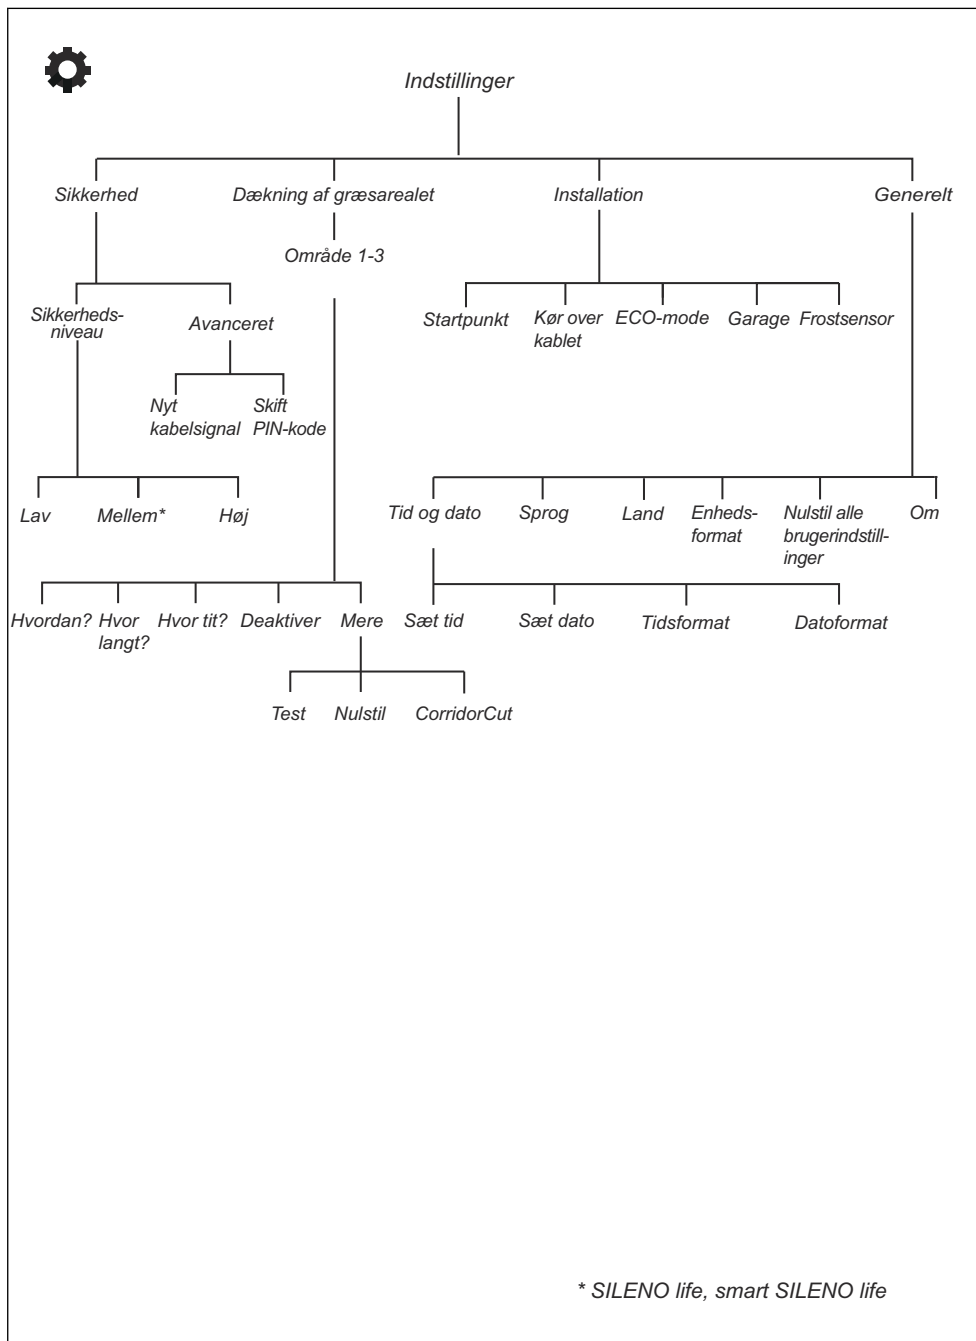 Indstillinger
Sikkerhed
Dækning af græsarealet
Installation
Generelt
Område 1-3
Sikkerheds-
niveau
Avanceret
Startpunkt
Kør over
kablet
ECO-mode
Garage
Frostsensor
Nyt
kabelsignal
Skift
PIN-kode
Lav
Mellem*
Høj
Tid og dato
Sprog
Land
Enheds-
format
Nulstil alle
brugerindstill-
inger
Om
Hvordan?
Hvor
langt?
Hvor tit?
Deaktiver
Mere
Sæt tid
Sæt dato
Tidsformat
Datoformat
Test
Nulstil
CorridorCut
* SILENO life, smart SILENO life